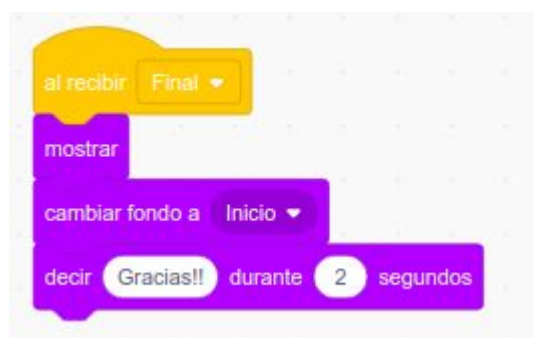 al recibir Final
mostrar
cambiar fondo a Inicio
decir Gracias!! durante 2 segundos